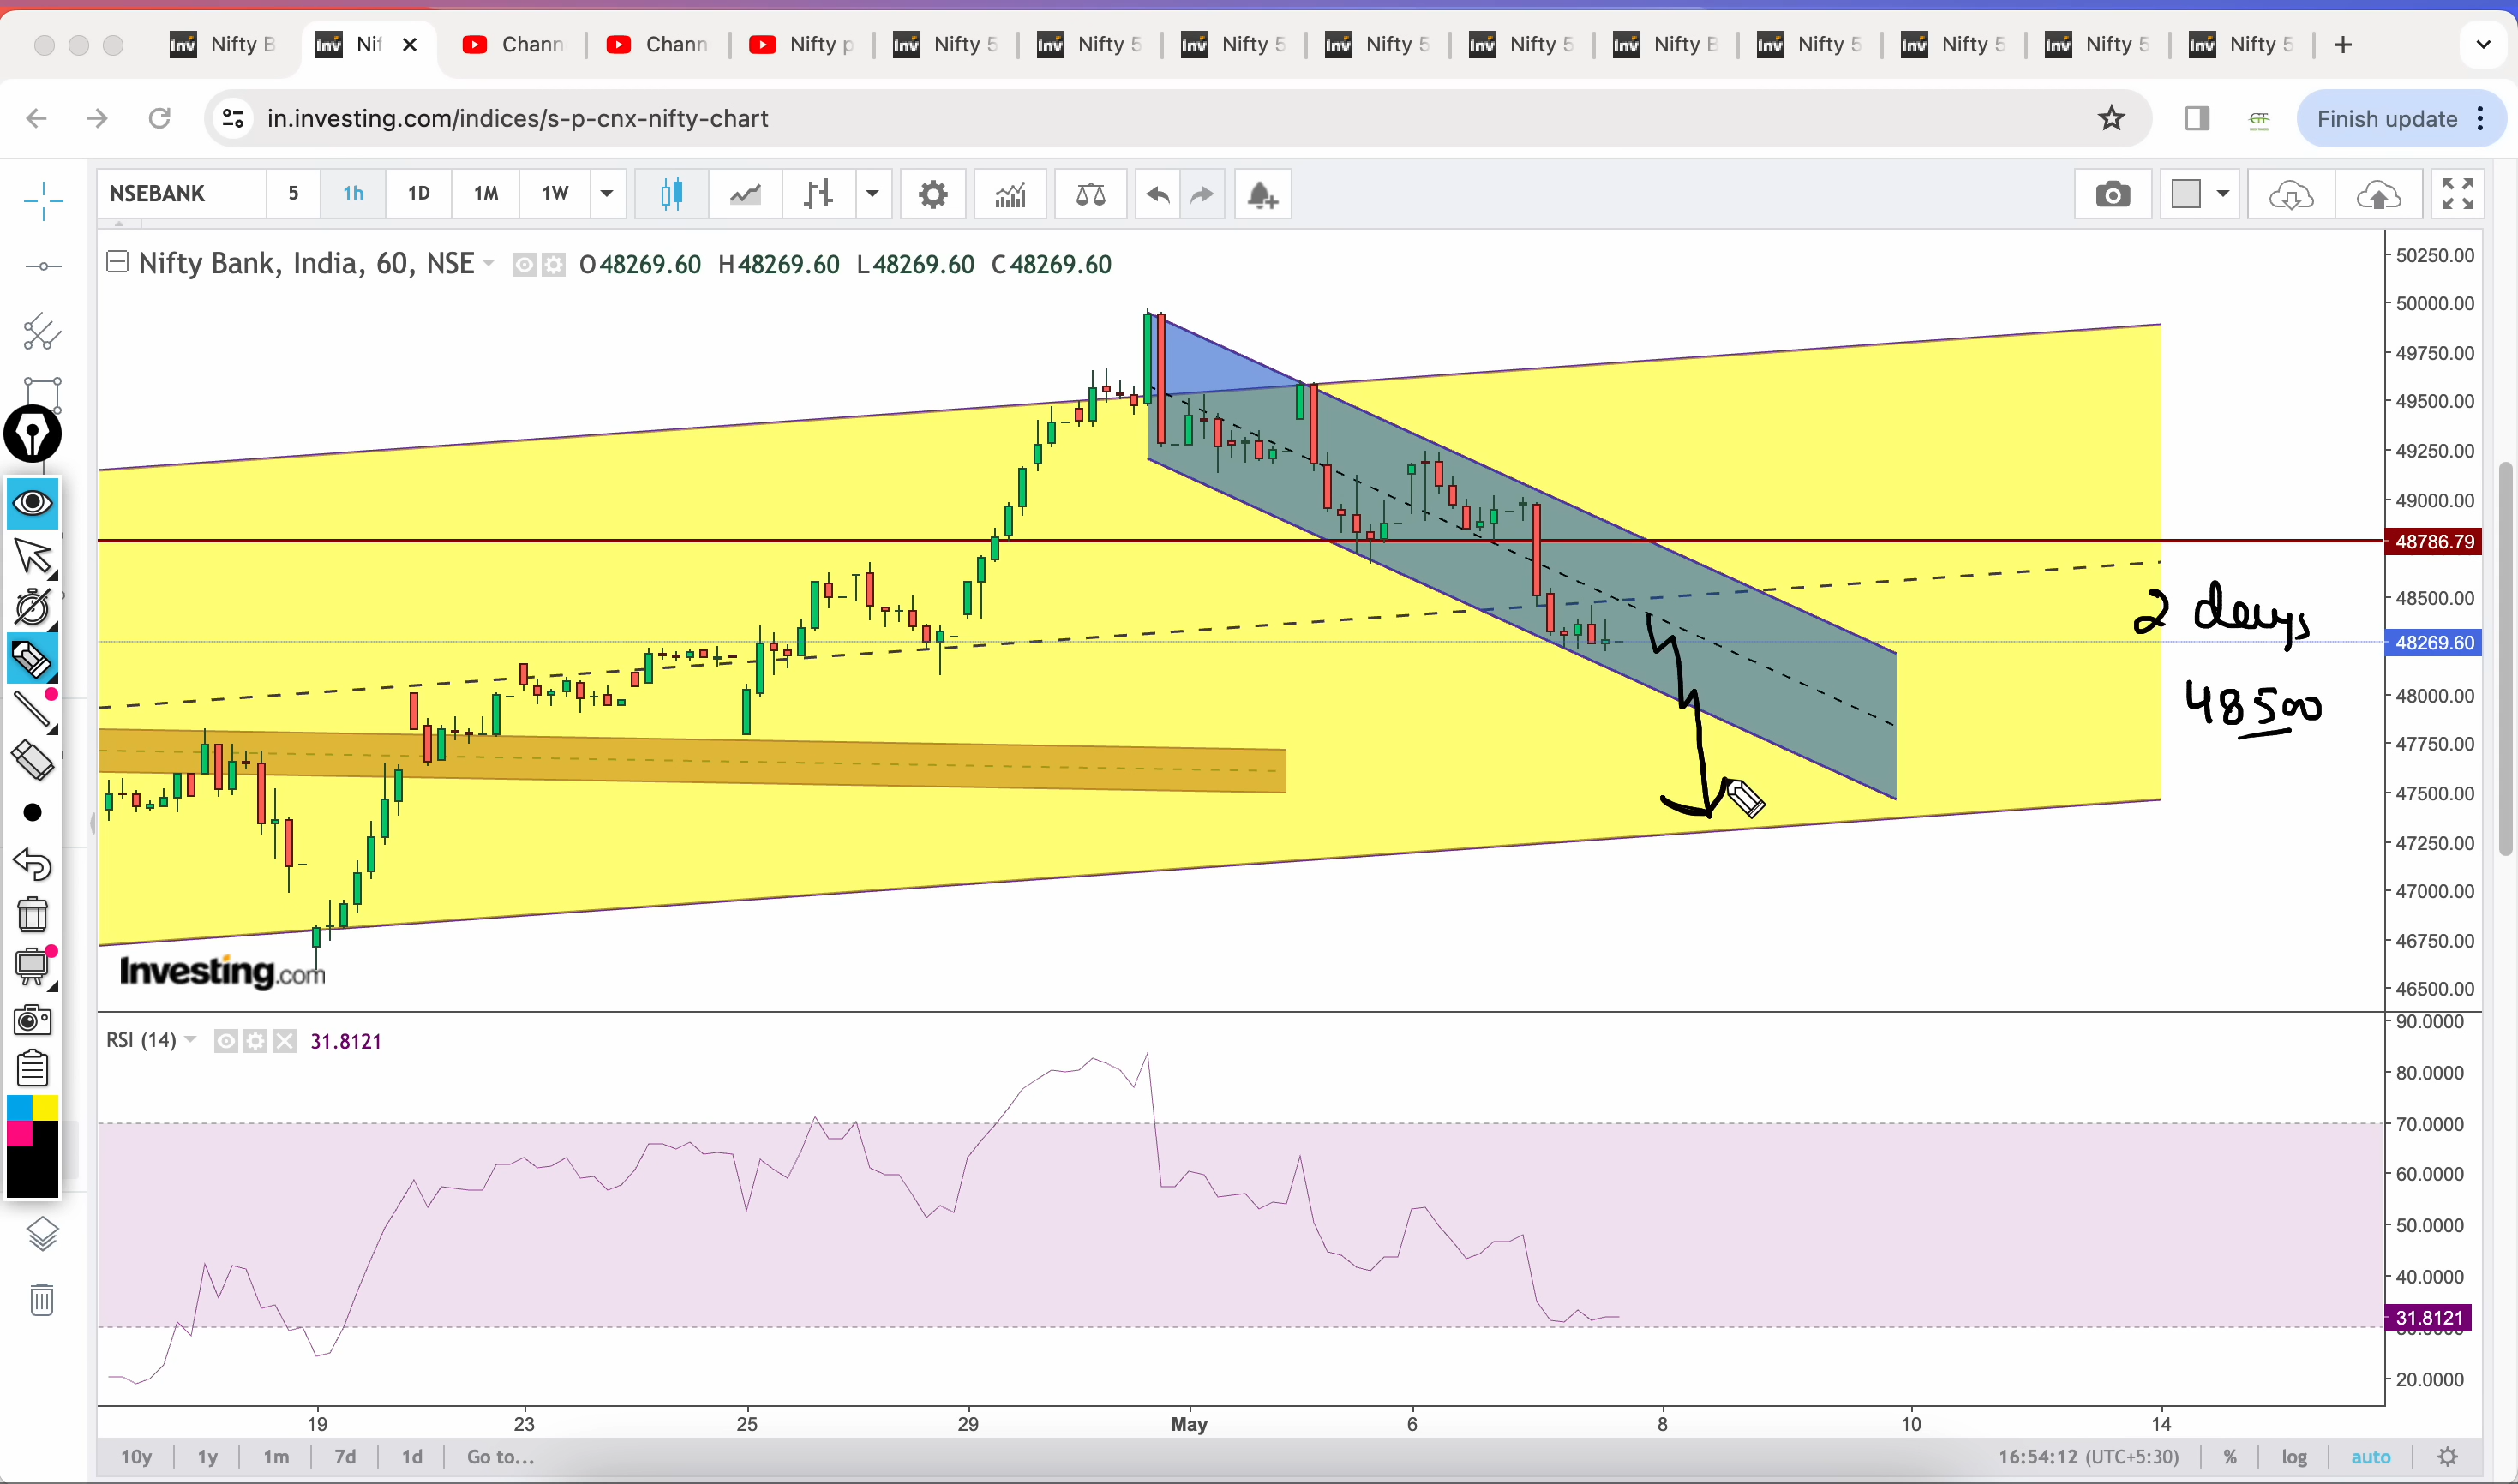 Nifty B
Nif
Chann
Chann
Nifty p
Nifty 5
Nifty 5
Nifty 5
Nifty 5
Nifty 5
Nifty B
Nifty 5
Nifty 5
Nifty 5
Nifty 5
in.investing.com/indices/s-p-cnx-nifty-chart
GT
Finish update
NSEBANK 5 1h 1D 1M 1W
Nifty Bank, India, 60, NSE O48269.60 H48269.60 L48269.60 C48269.60
50250.00
50000.00
49750.00
49500.00
49250.00
49000.00
48786.79
48500.00
48269.60
48000.00
47750.00
47500.00
47250.00
47000.00
46750.00
46500.00
2 days
48500
Investing.com
RSI (14) 31.8121
90.0000
80.0000
70.0000
60.0000
50.0000
40.0000
31.8121
20.0000
19 23 25 29 May 6 8 10 14
10y 1y 1m 7d 1d Go to... 16:54:12 (UTC+5:30) % log auto